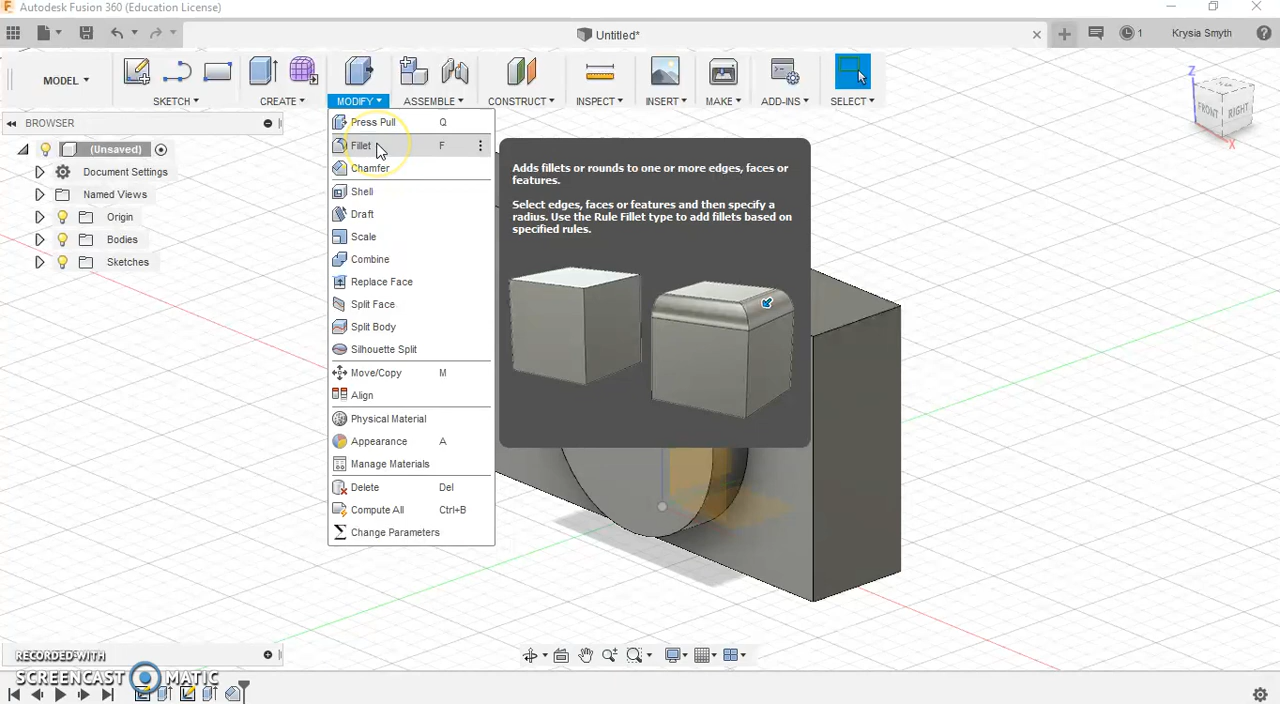 Autodesk Fusion 360 (Education License)
Untitled*
1
Krysia Smyth
MODEL
SKETCH
CREATE
MODIFY
ASSEMBLE
CONSTRUCT
INSPECT
INSERT
MAKE
ADD-INS
SELECT
BROWSER
(Unsaved)
Document Settings
Named Views
Origin
Bodies
Sketches
Press Pull Q
Fillet F
Chamfer
Shell
Draft
Scale
Combine
Replace Face
Split Face
Split Body
Silhouette Split
Move/Copy M
Align
Physical Material
Appearance A
Manage Materials
Delete Del
Compute All Ctrl+B
Change Parameters
Adds fillets or rounds to one or more edges, faces or
features.
Select edges, faces or features and then specify a
radius. Use the Rule Fillet type to add fillets based on
specified rules.
Z
FRONT
RIGHT
X
RECORDED WITH
SCREENCAST MATIC